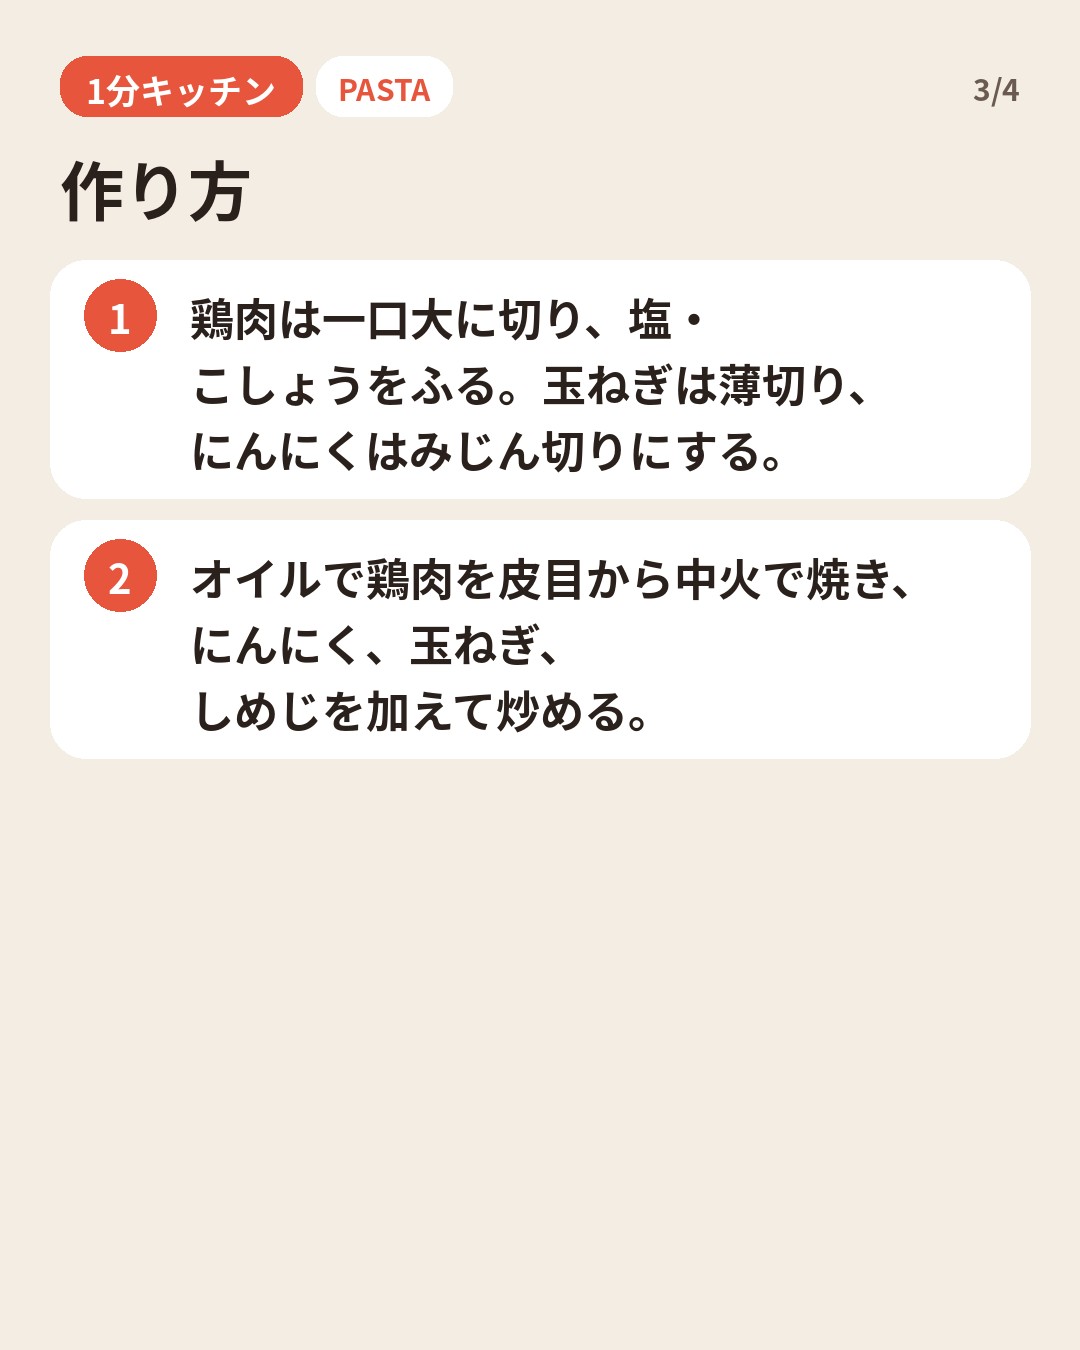 1分キッチン
PASTA
3/4
作り方
1
鶏肉は一口大に切り、塩・
こしょうをふる。玉ねぎは薄切り、
にんにくはみじん切りにする。
2
オイルで鶏肉を皮目から中火で焼き、
にんにく、玉ねぎ、
しめじを加えて炒める。